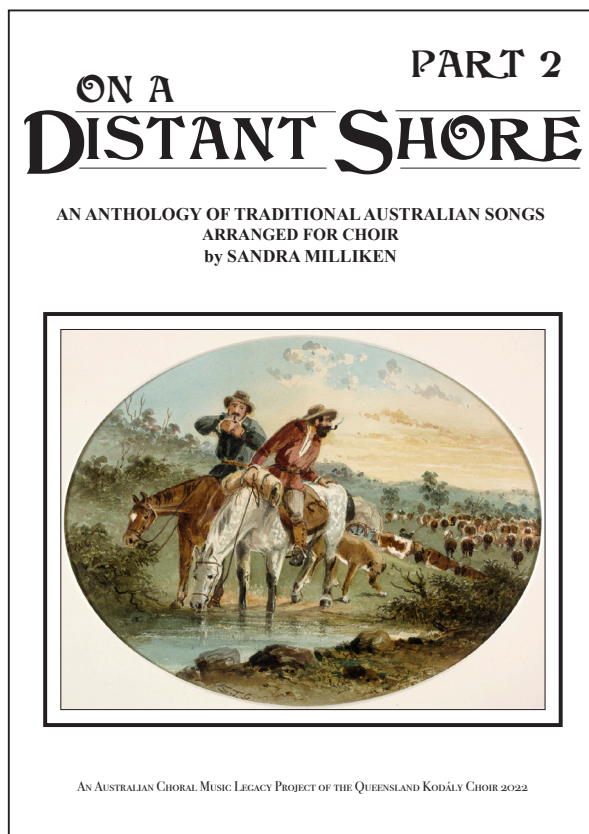 PART 2
ON A
DISTANT SHORE
AN ANTHOLOGY OF TRADITIONAL AUSTRALIAN SONGS
ARRANGED FOR CHOIR
by SANDRA MILLIKEN
An Australian Choral Music Legacy Project of the Queensland Kodály Choir 2022